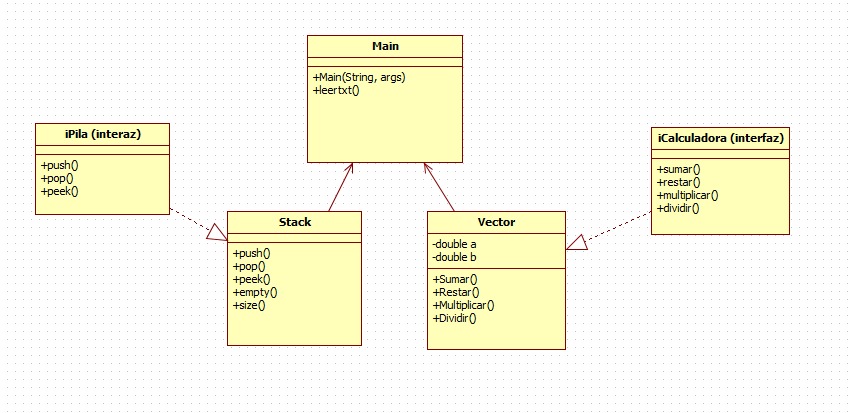 Main
+Main(String, args)
+leertxt()
iPila (interaz)
+push()
+pop()
+peek()
iCalculadora (interfaz)
+sumar()
+restar()
+multiplicar()
+dividir()
Stack
+push()
+pop()
+peek()
+empty()
+size()
Vector
-double a
-double b
+Sumar()
+Restar()
+Multiplicar()
+Dividir()